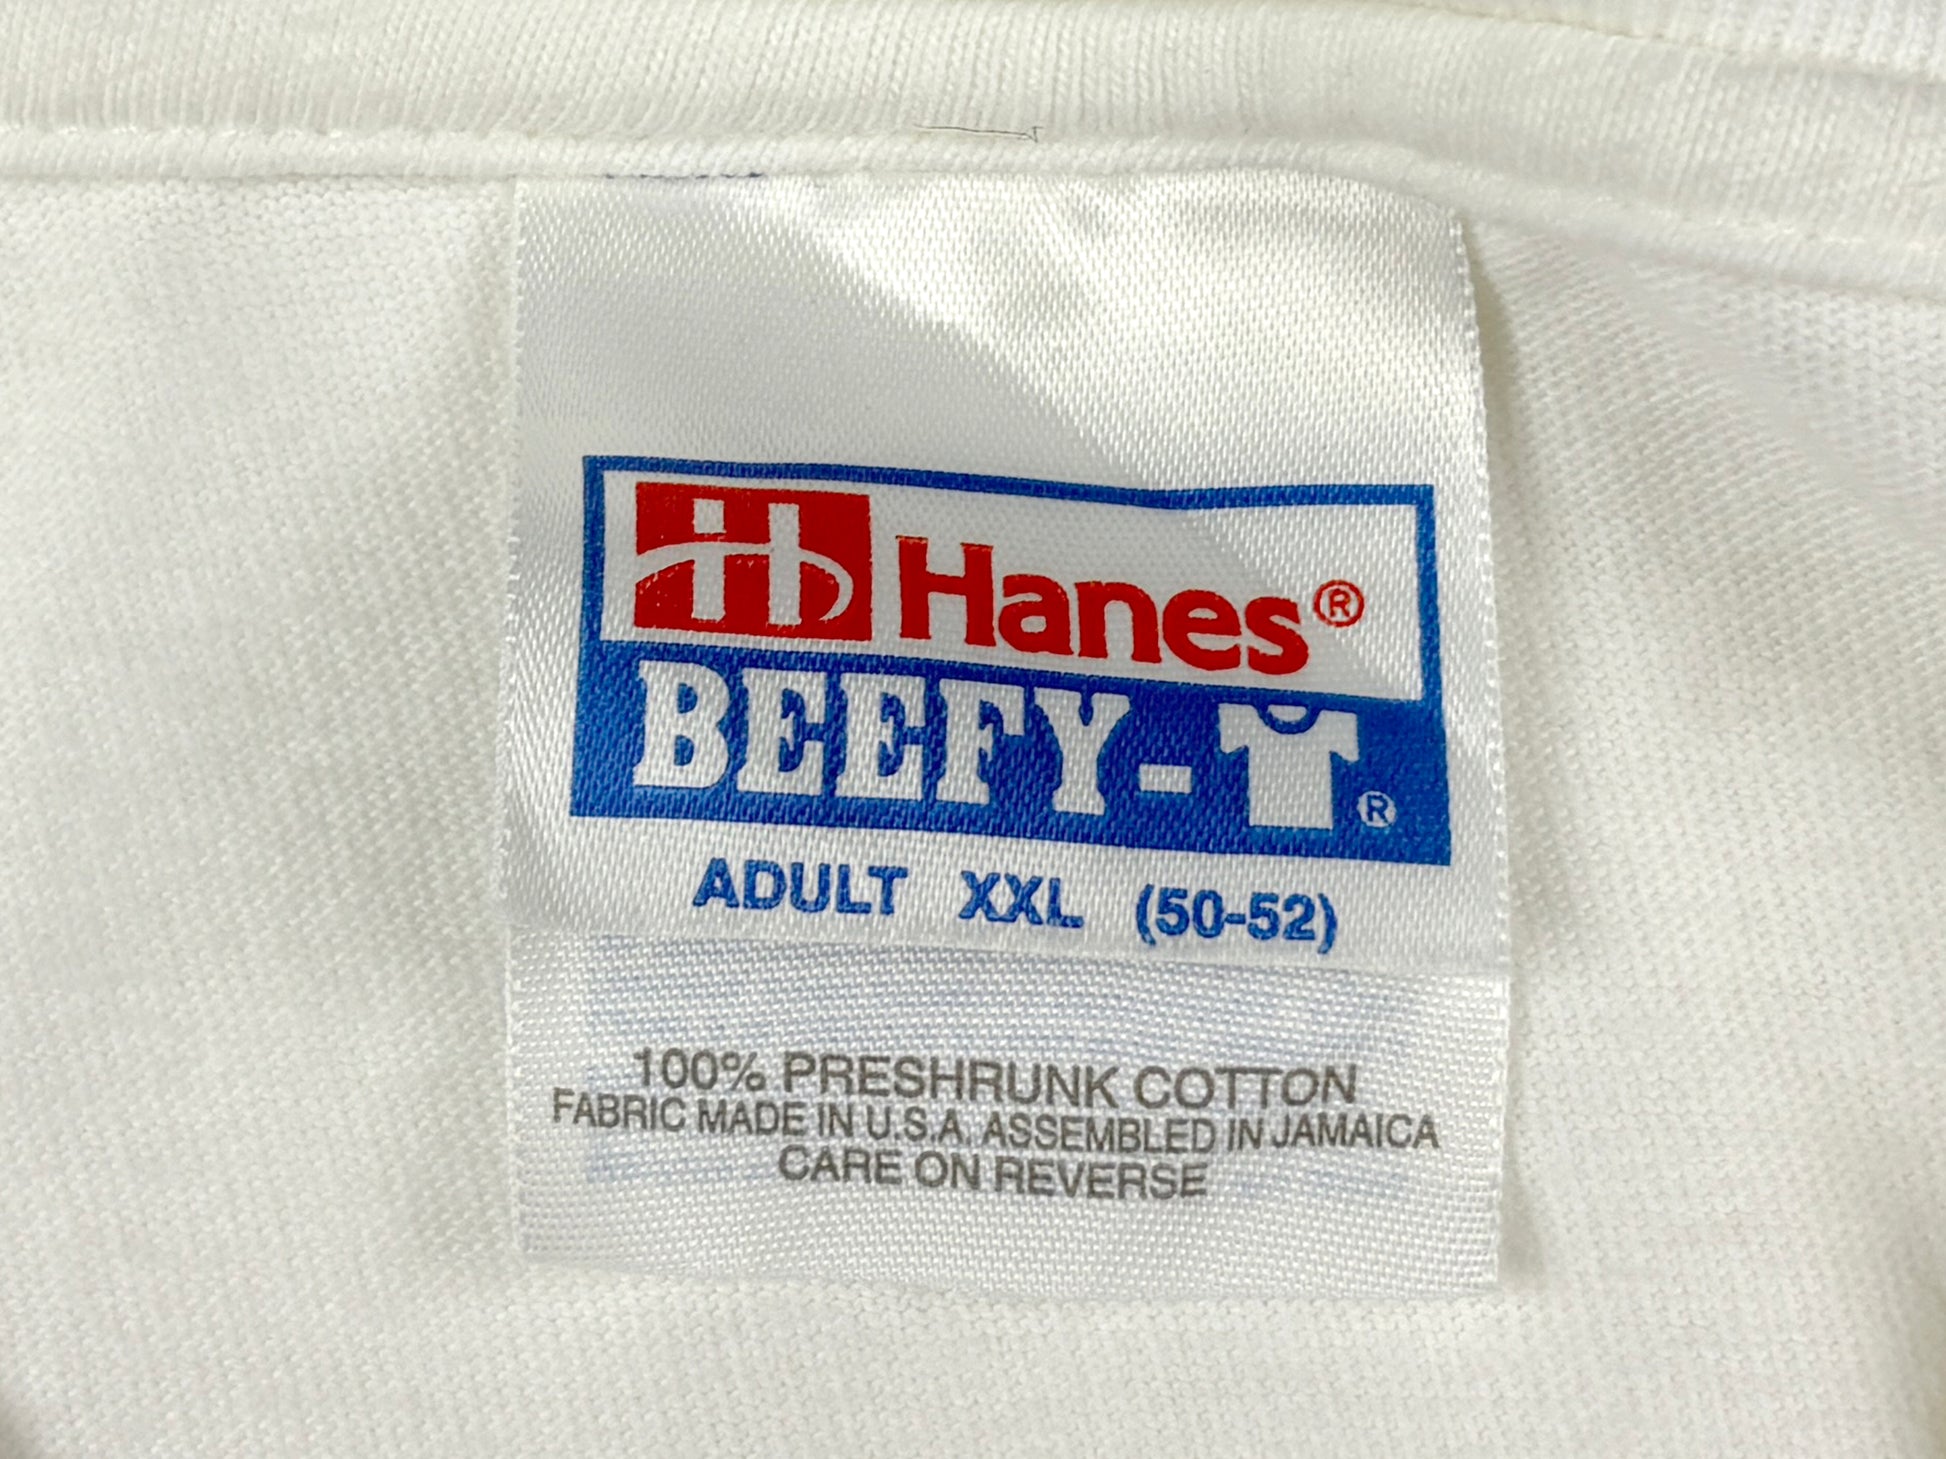 Hanes®
BEEFY-T®
ADULT XXL (50-52)
100% PRESHRUNK COTTON
FABRIC MADE IN U.S.A. ASSEMBLED IN JAMAICA
CARE ON REVERSE